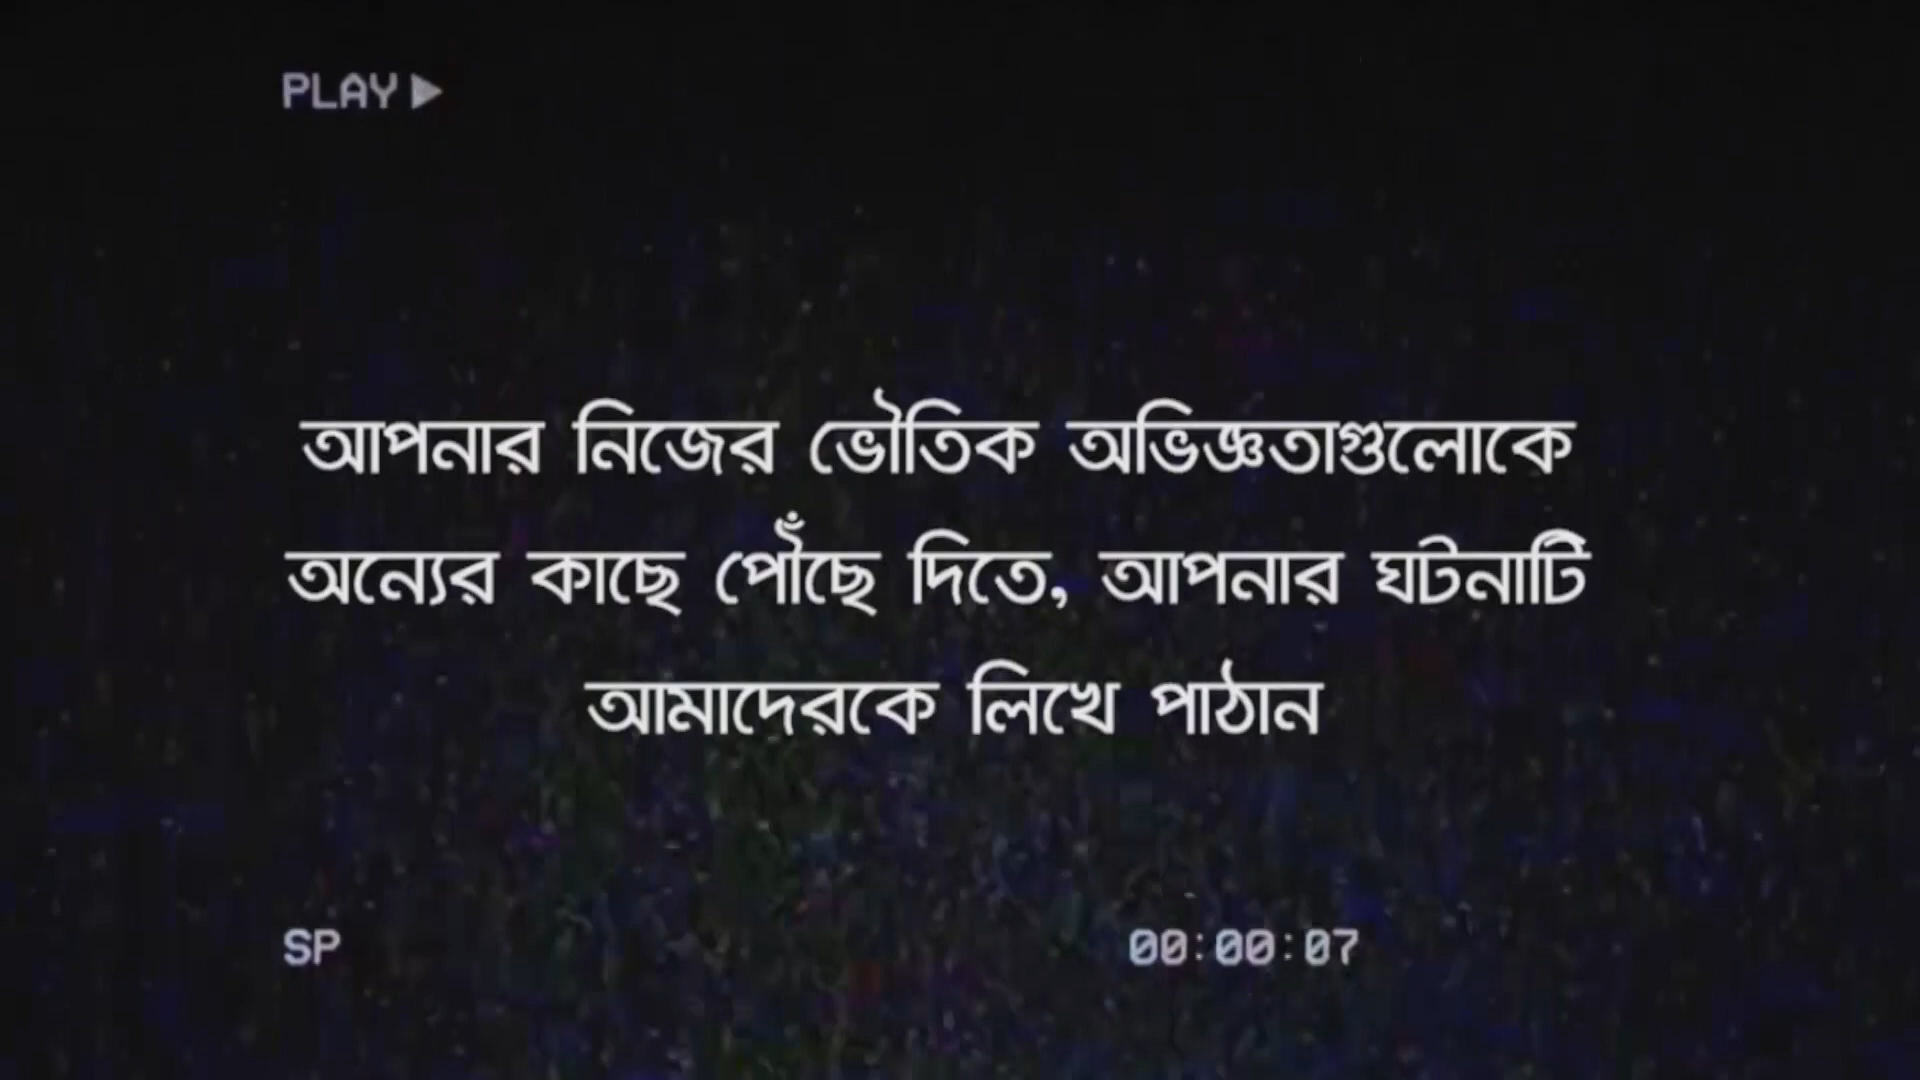 PLAY ▶
আপনার নিজের ভৌতিক অভিজ্ঞতাগুলোকে
অন্যের কাছে পৌঁছে দিতে, আপনার ঘটনাটি
আমাদেরকে লিখে পাঠান
SP 00:00:07